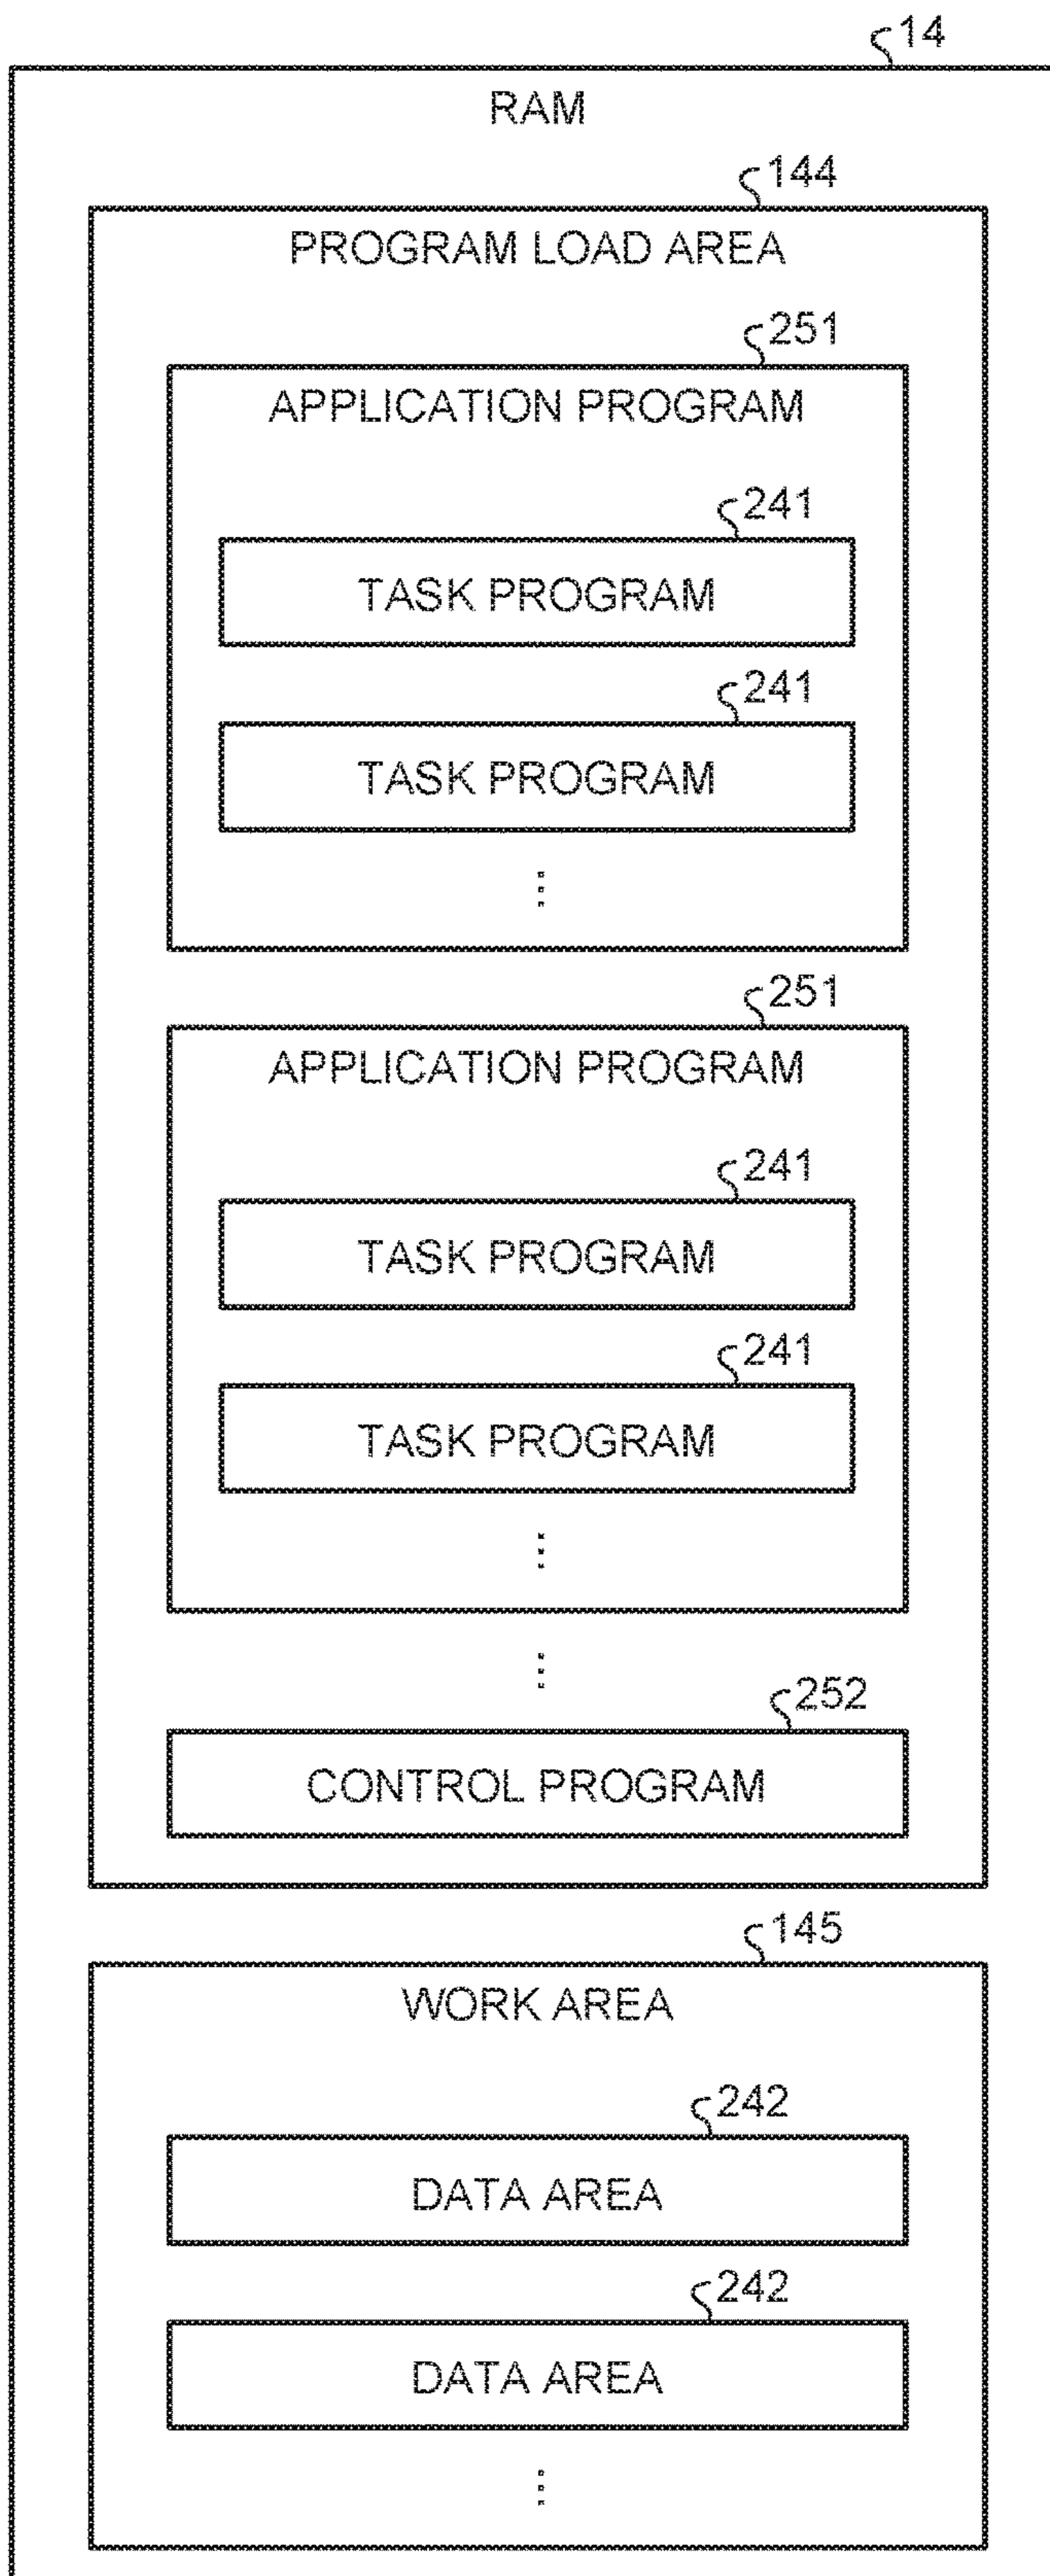 14
RAM
144
PROGRAM LOAD AREA
251
APPLICATION PROGRAM
241
TASK PROGRAM
241
TASK PROGRAM
251
APPLICATION PROGRAM
241
TASK PROGRAM
241
TASK PROGRAM
252
CONTROL PROGRAM
145
WORK AREA
242
DATA AREA
242
DATA AREA